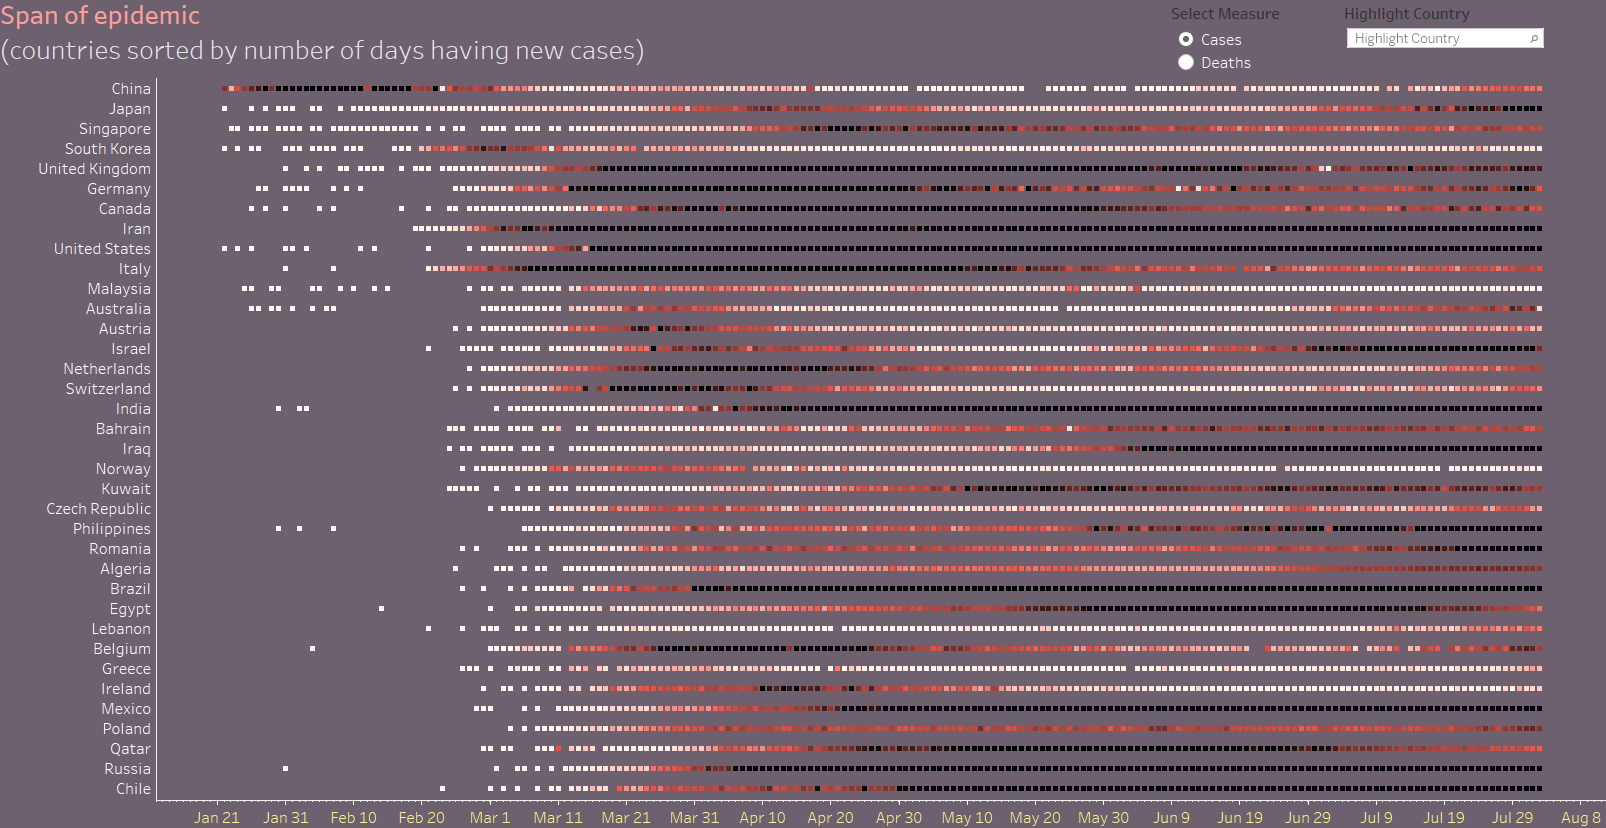 Span of epidemic
(countries sorted by number of days having new cases)
Select Measure
Cases
Deaths
Highlight Country
Highlight Country
China
Japan
Singapore
South Korea
United Kingdom
Germany
Canada
Iran
United States
Italy
Malaysia
Australia
Austria
Israel
Netherlands
Switzerland
India
Bahrain
Iraq
Norway
Kuwait
Czech Republic
Philippines
Romania
Algeria
Brazil
Egypt
Lebanon
Belgium
Greece
Ireland
Mexico
Poland
Qatar
Russia
Chile
Jan 21 Jan 31 Feb 10 Feb 20 Mar 1 Mar 11 Mar 21 Mar 31 Apr 10 Apr 20 Apr 30 May 10 May 20 May 30 Jun 9 Jun 19 Jun 29 Jul 9 Jul 19 Jul 29 Aug 8